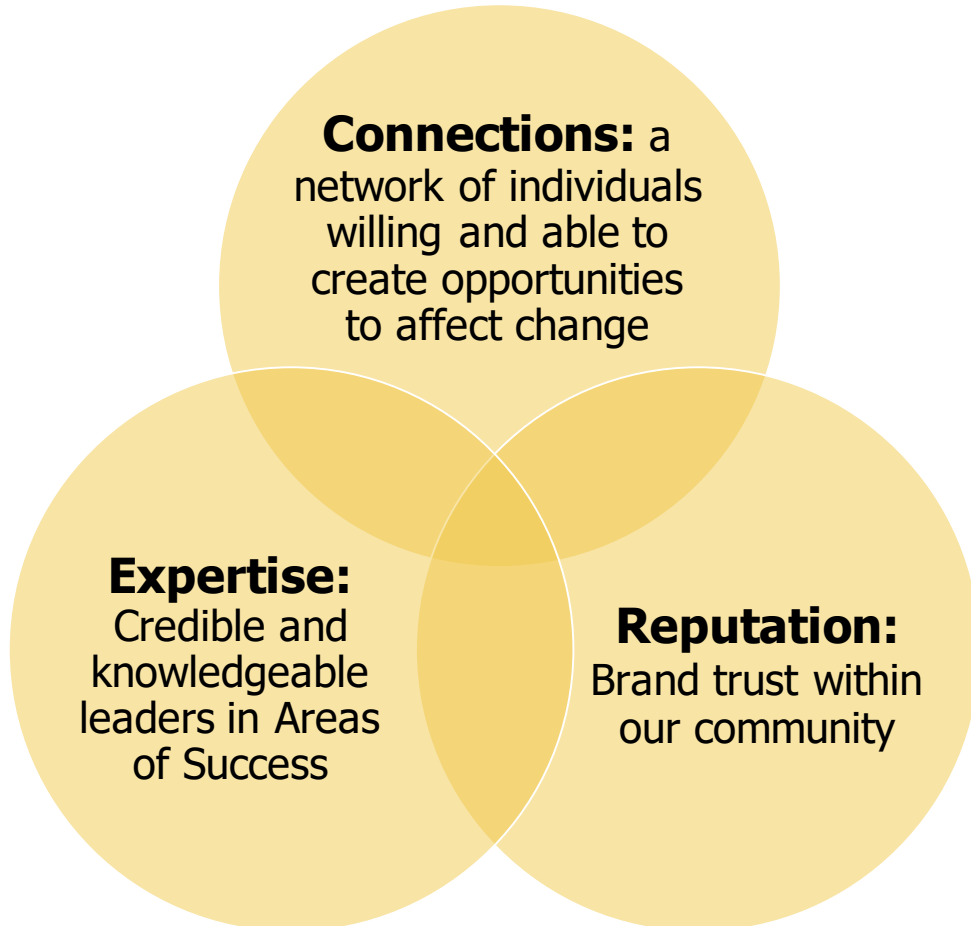 Connections: a
network of individuals
willing and able to
create opportunities
to affect change
Expertise:
Credible and
knowledgeable
leaders in Areas
of Success
Reputation:
Brand trust within
our community